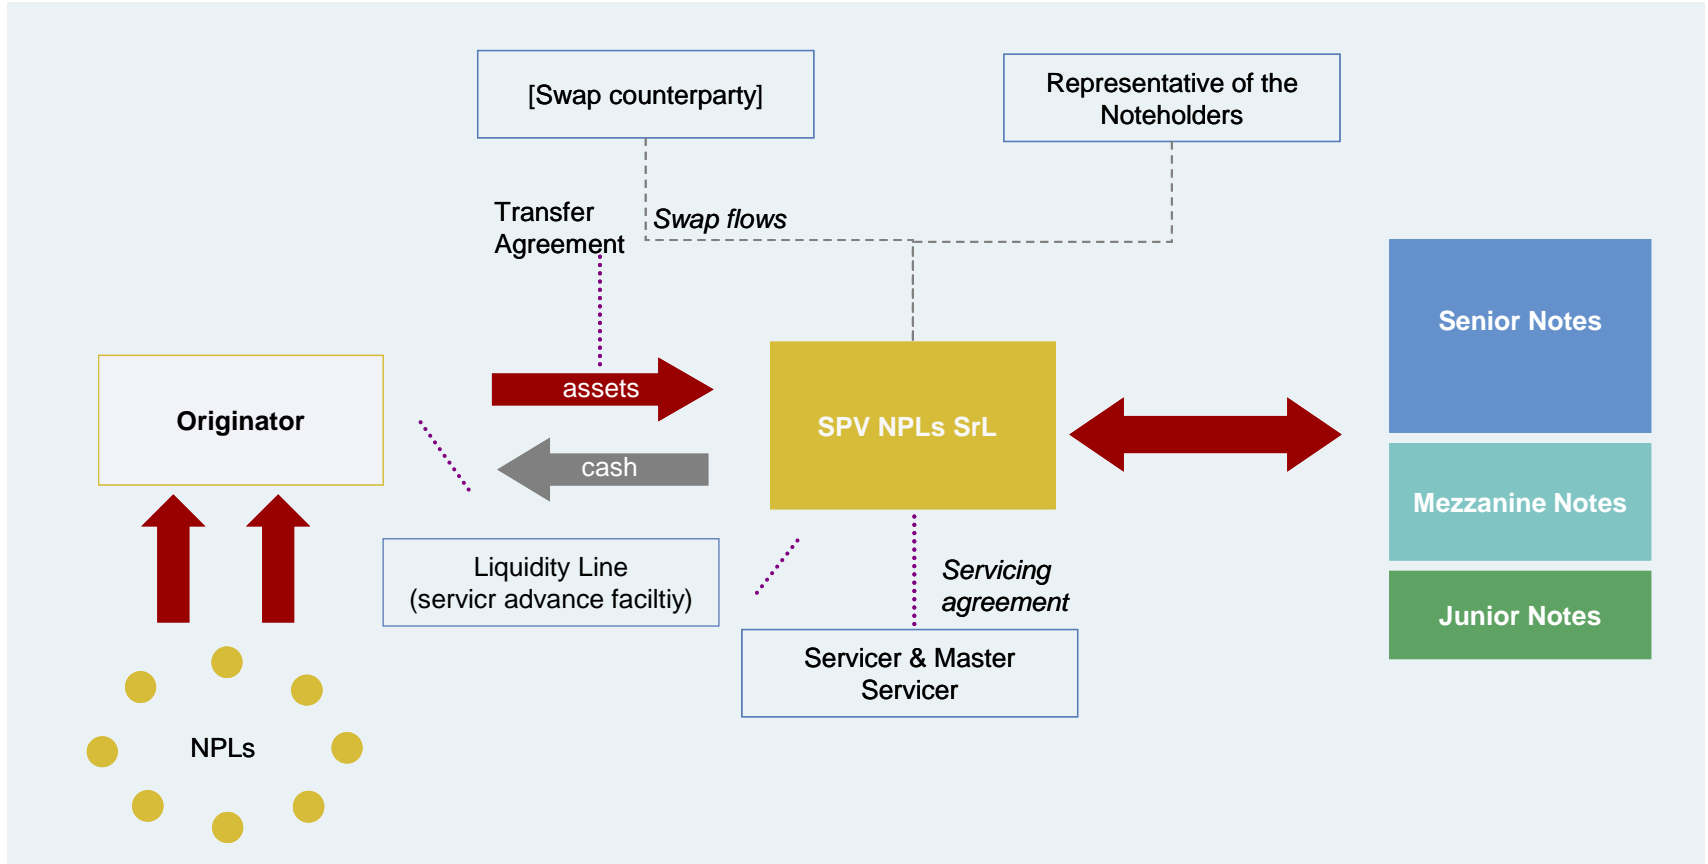 [Swap counterparty]
Representative of the
Noteholders
Transfer
Agreement
Swap flows
Senior Notes
assets
Originator
SPV NPLs SrL
cash
Mezzanine Notes
Liquidity Line
(servicr advance faciltiy)
Servicing
agreement
Junior Notes
Servicer & Master
Servicer
NPLs